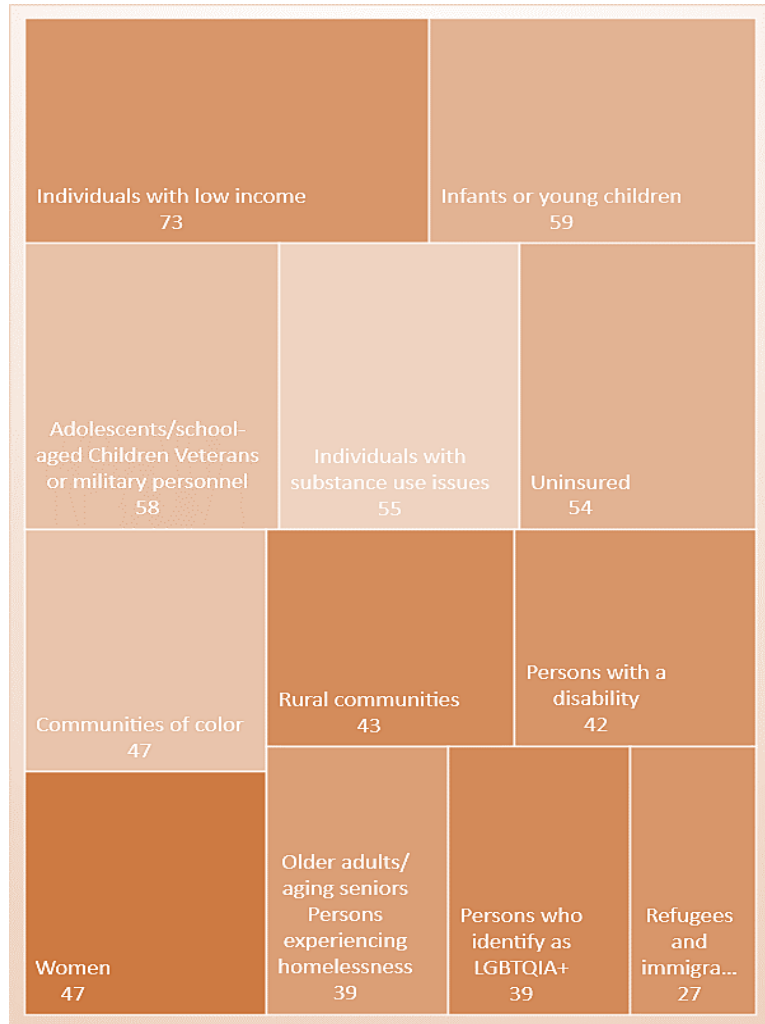 Individuals with low income
73
Infants or young children
59
Adolescents/school-
aged Children Veterans
or military personnel
58
Individuals with
substance use issues
55
Uninsured
54
Communities of color
47
Rural communities
43
Persons with a
disability
42
Women
47
Older adults/
aging seniors
Persons
experiencing
homelessness
39
Persons who
identify as
LGBTQIA+
39
Refugees
and
immigra...
27